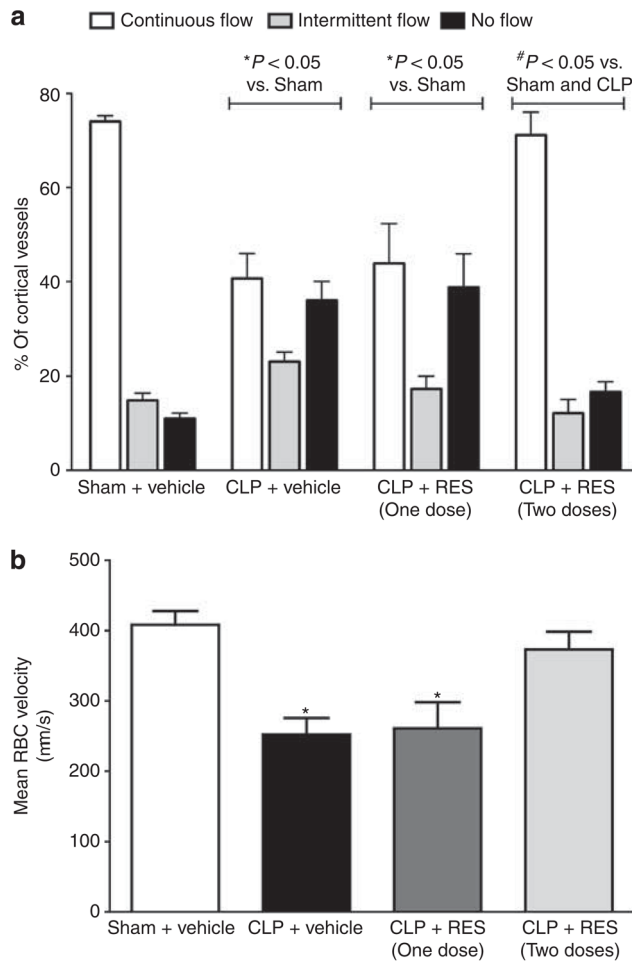 a
Continuous flow Intermittent flow No flow
*P < 0.05
vs. Sham
*P < 0.05
vs. Sham
#P < 0.05 vs.
Sham and CLP
% Of cortical vessels
80
60
40
20
0
Sham + vehicle
CLP + vehicle
CLP + RES
(One dose)
CLP + RES
(Two doses)
b
Mean RBC velocity
(nm/s)
500
400
300
200
100
0
*
*
Sham + vehicle
CLP + vehicle
CLP + RES
(One dose)
CLP + RES
(Two doses)